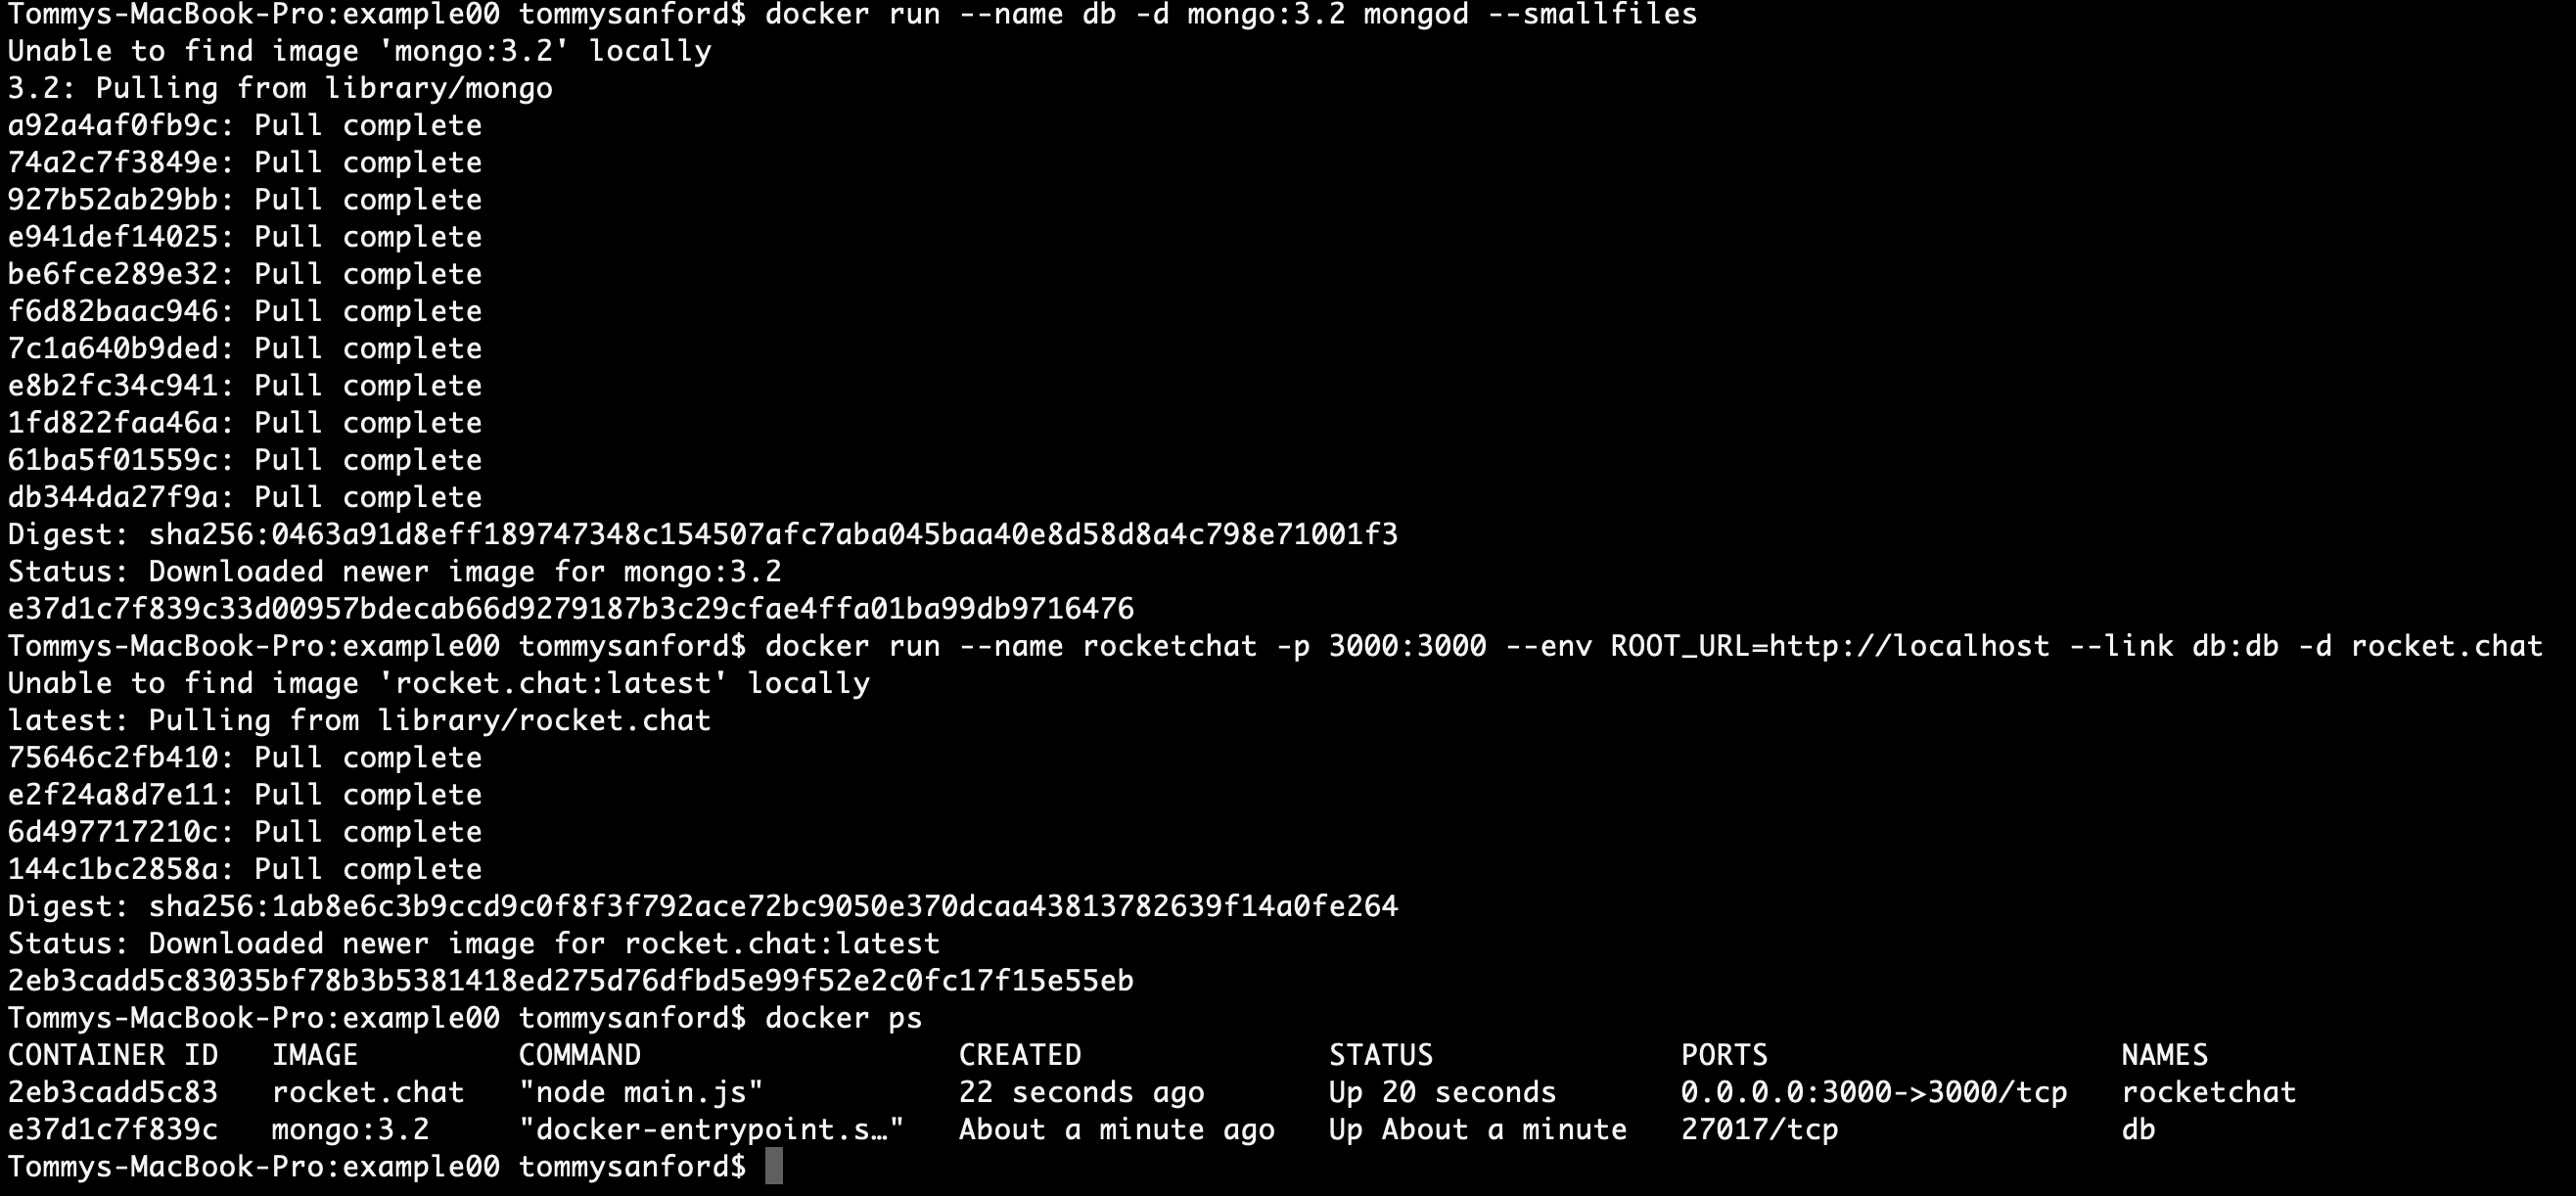 Tommys-MacBook-Pro:example00 tommysanford$ docker run --name db -d mongo:3.2 mongod --smallfiles
Unable to find image 'mongo:3.2' locally
3.2: Pulling from library/mongo
a92a4af0fb9c: Pull complete
74a2c7f3849e: Pull complete
927b52ab29bb: Pull complete
e941def14025: Pull complete
be6fce289e32: Pull complete
f6d82baac946: Pull complete
7c1a640b9ded: Pull complete
e8b2fc34c941: Pull complete
1fd822faa46a: Pull complete
61ba5f01559c: Pull complete
db344da27f9a: Pull complete
Digest: sha256:0463a91d8eff189747348c154507afc7aba045baa40e8d58d8a4c798e71001f3
Status: Downloaded newer image for mongo:3.2
e37d1c7f839c33d00957bdecab66d9279187b3c29cfae4ffa01ba99db9716476
Tommys-MacBook-Pro:example00 tommysanford$ docker run --name rocketchat -p 3000:3000 --env ROOT_URL=http://localhost --link db:db -d rocket.chat
Unable to find image 'rocket.chat:latest' locally
latest: Pulling from library/rocket.chat
75646c2fb410: Pull complete
e2f24a8d7e11: Pull complete
6d497717210c: Pull complete
144c1bc2858a: Pull complete
Digest: sha256:1ab8e6c3b9ccd9c0f8f3f792ace72bc9050e370dcaa43813782639f14a0fe264
Status: Downloaded newer image for rocket.chat:latest
2eb3cadd5c83035bf78b3b5381418ed275d76dfbd5e99f52e2c0fc17f15e55eb
Tommys-MacBook-Pro:example00 tommysanford$ docker ps
CONTAINER ID   IMAGE         COMMAND                  CREATED              STATUS              PORTS                    NAMES
2eb3cadd5c83   rocket.chat   "node main.js"           22 seconds ago       Up 20 seconds       0.0.0.0:3000->3000/tcp   rocketchat
e37d1c7f839c   mongo:3.2     "docker-entrypoint.s…"   About a minute ago   Up About a minute   27017/tcp                db
Tommys-MacBook-Pro:example00 tommysanford$